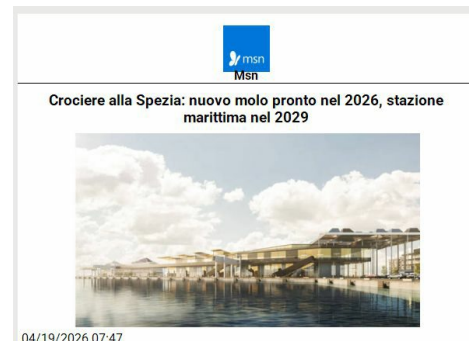 msn
Msn
Crociere alla Spezia: nuovo molo pronto nel 2026, stazione
marittima nel 2029
04/19/2026 07:47